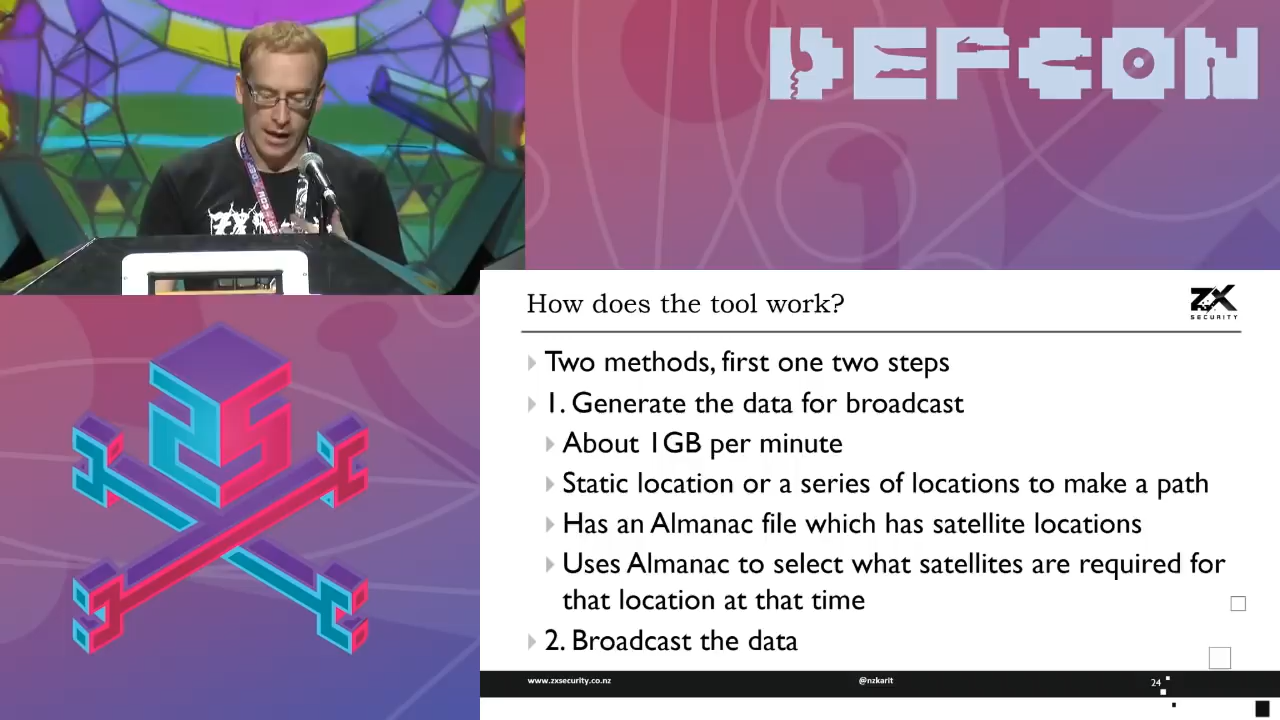 DEFCON
ZX
How does the tool work?
ZX
SECURITY
Two methods, first one two steps
1. Generate the data for broadcast
About 1GB per minute
Static location or a series of locations to make a path
Has an Almanac file which has satellite locations
Uses Almanac to select what satellites are required for
that location at that time
2. Broadcast the data
www.zxsecurity.co.nz
@nzkarit
24